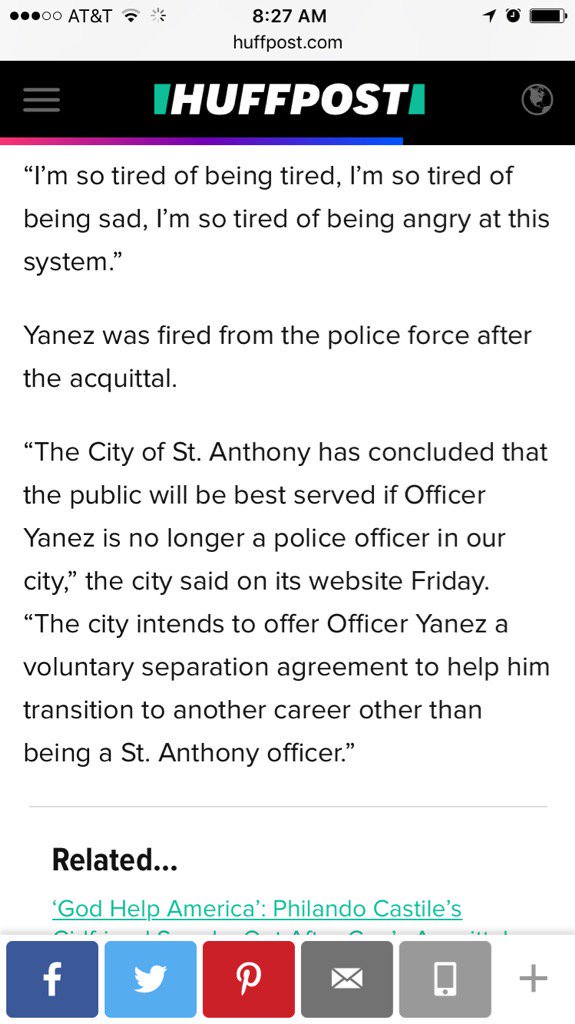 AT&T 8:27 AM
huffpost.com
HUFFPOST
“I’m so tired of being tired, I’m so tired of
being sad, I’m so tired of being angry at this
system.”
Yanez was fired from the police force after
the acquittal.
“The City of St. Anthony has concluded that
the public will be best served if Officer
Yanez is no longer a police officer in our
city,” the city said on its website Friday.
“The city intends to offer Officer Yanez a
voluntary separation agreement to help him
transition to another career other than
being a St. Anthony officer.”
Related...
‘God Help America’: Philando Castile’s